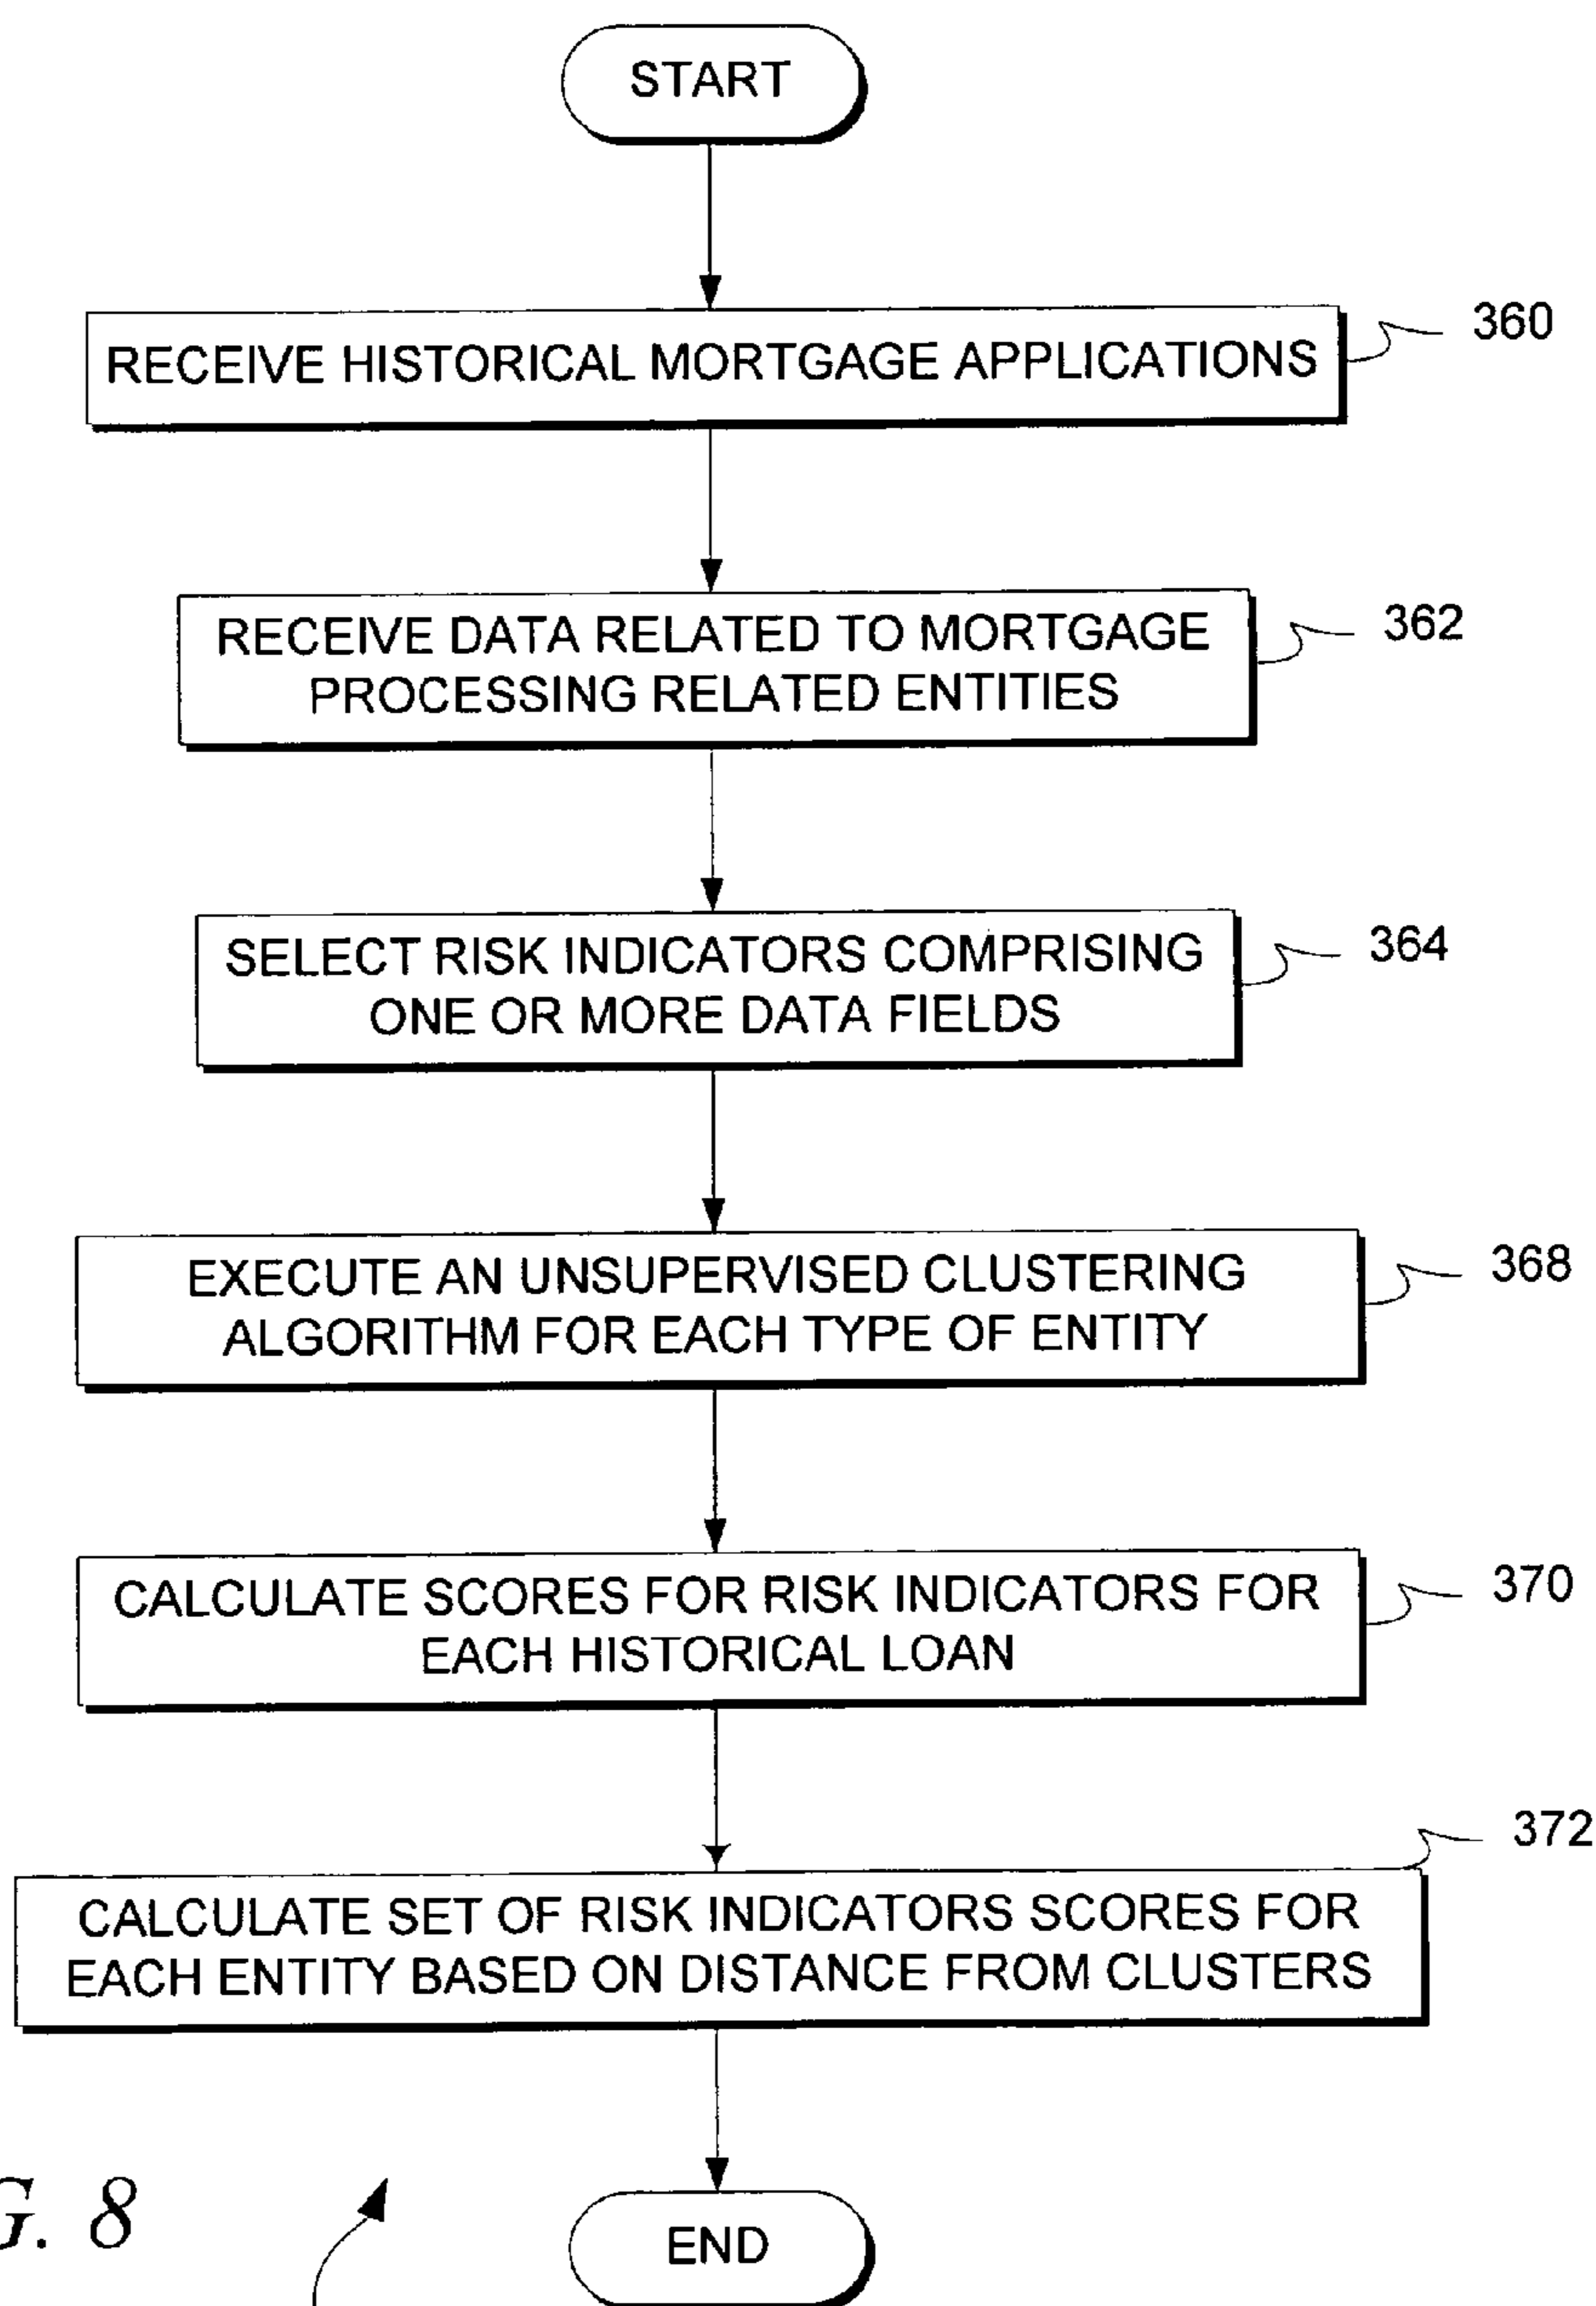 START
RECEIVE HISTORICAL MORTGAGE APPLICATIONS
360
RECEIVE DATA RELATED TO MORTGAGE
PROCESSING RELATED ENTITIES
362
SELECT RISK INDICATORS COMPRISING
ONE OR MORE DATA FIELDS
364
EXECUTE AN UNSUPERVISED CLUSTERING
ALGORITHM FOR EACH TYPE OF ENTITY
368
CALCULATE SCORES FOR RISK INDICATORS FOR
EACH HISTORICAL LOAN
370
372
CALCULATE SET OF RISK INDICATORS SCORES FOR
EACH ENTITY BASED ON DISTANCE FROM CLUSTERS
G. 8
END